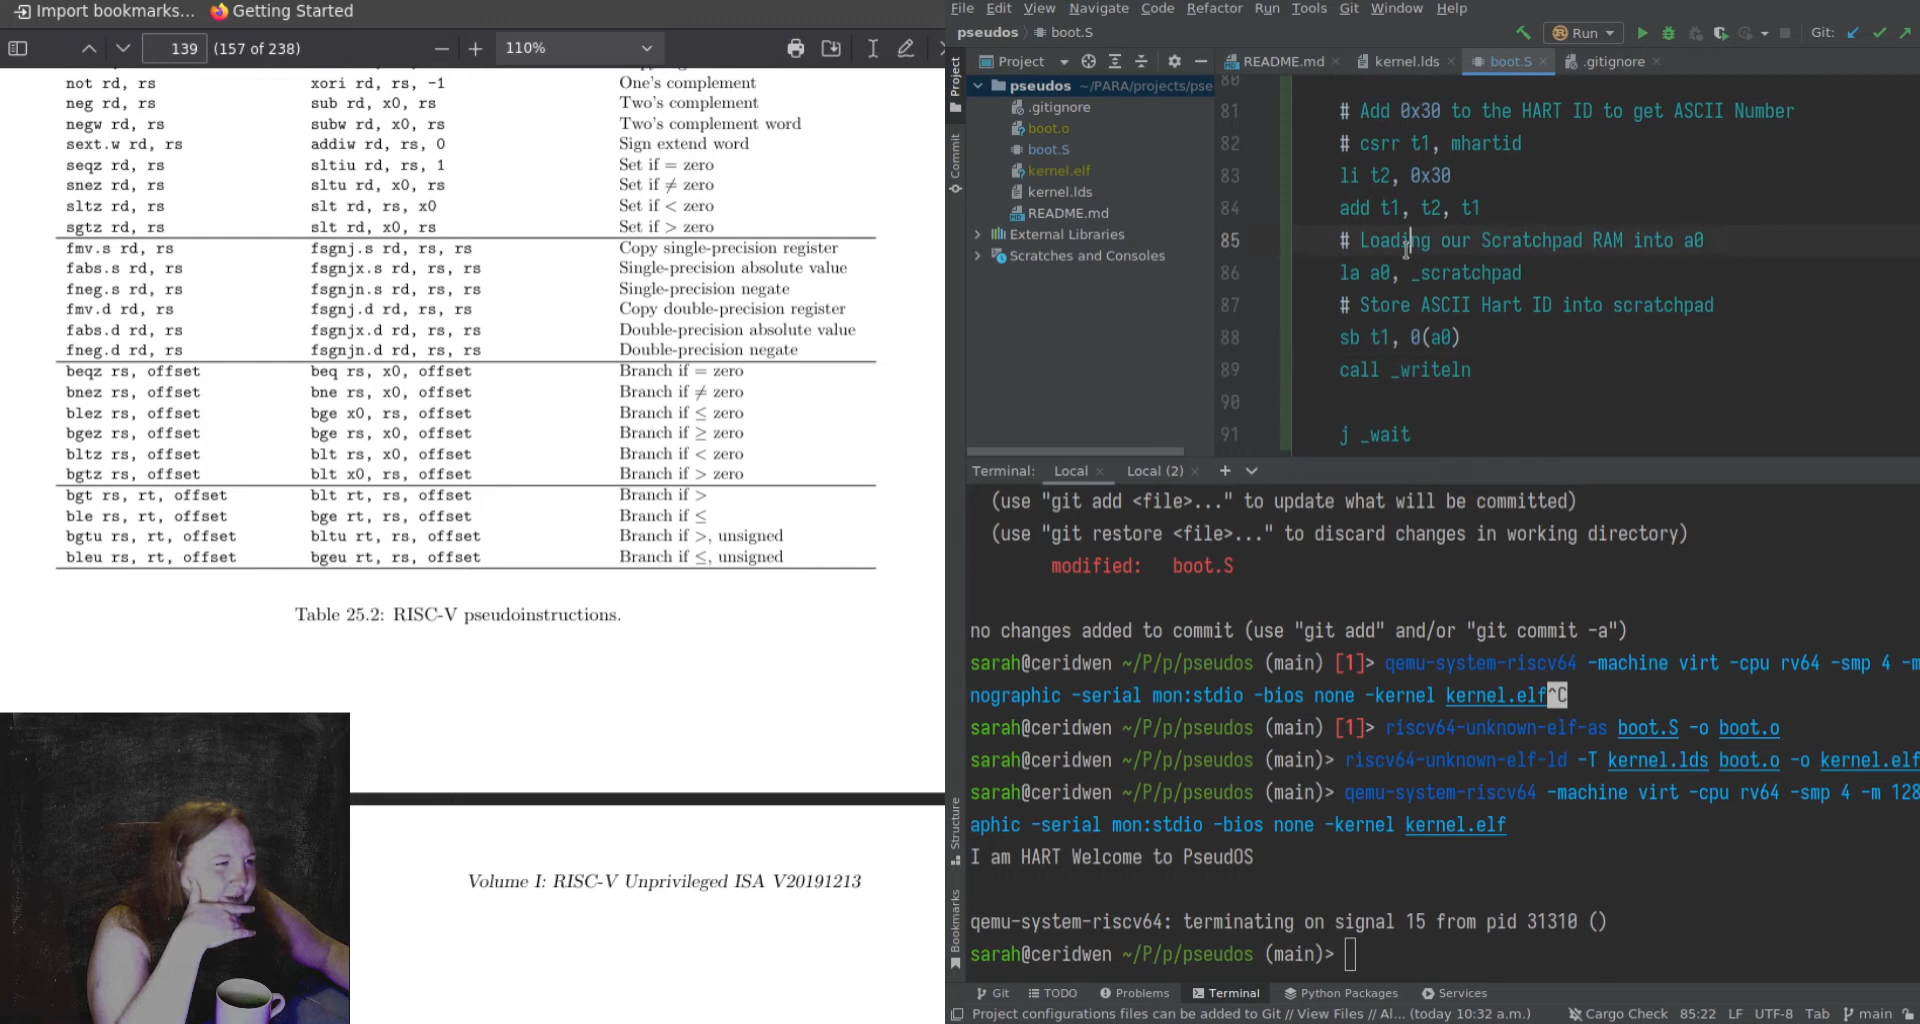 Import bookmarks... Getting Started
139 (157 of 238) 110%
not rd, rs xori rd, rs, -1 One's complement
neg rd, rs sub rd, x0, rs Two's complement
negw rd, rs subw rd, x0, rs Two's complement word
sext.w rd, rs addiw rd, rs, 0 Sign extend word
seqz rd, rs sltiu rd, rs, 1 Set if = zero
snez rd, rs sltu rd, x0, rs Set if ≠ zero
sltz rd, rs slt rd, rs, x0 Set if < zero
sgtz rd, rs slt rd, x0, rs Set if > zero
fmv.s rd, rs fsgnj.s rd, rs, rs Copy single-precision register
fabs.s rd, rs fsgnjx.s rd, rs, rs Single-precision absolute value
fneg.s rd, rs fsgnjn.s rd, rs, rs Single-precision negate
fmv.d rd, rs fsgnj.d rd, rs, rs Copy double-precision register
fabs.d rd, rs fsgnjx.d rd, rs, rs Double-precision absolute value
fneg.d rd, rs fsgnjn.d rd, rs, rs Double-precision negate
beqz rs, offset beq rs, x0, offset Branch if = zero
bnez rs, offset bne rs, x0, offset Branch if ≠ zero
blez rs, offset bge x0, rs, offset Branch if ≤ zero
bgez rs, offset bge rs, x0, offset Branch if ≥ zero
bltz rs, offset blt rs, x0, offset Branch if < zero
bgtz rs, offset blt x0, rs, offset Branch if > zero
bgt rs, rt, offset blt rt, rs, offset Branch if >
ble rs, rt, offset bge rt, rs, offset Branch if ≤
bgtu rs, rt, offset bltu rt, rs, offset Branch if >, unsigned
bleu rs, rt, offset bgeu rt, rs, offset Branch if ≤, unsigned
Table 25.2: RISC-V pseudoinstructions.
Volume I: RISC-V Unprivileged ISA V20191213
File Edit View Navigate Code Refactor Run Tools Git Window Help
pseudos boot.S Run Git:
Project README.md kernel.lds boot.S .gitignore
Project
Commit
pseudos ~/PARA/projects/pse
.gitignore
boot.o
boot.S
kernel.elf
kernel.lds
README.md
External Libraries
Scratches and Consoles
80
81 # Add 0x30 to the HART ID to get ASCII Number
82 # csrr t1, mhartid
83 li t2, 0x30
84 add t1, t2, t1
85 # Loading our Scratchpad RAM into a0
86 la a0, _scratchpad
87 # Store ASCII Hart ID into scratchpad
88 sb t1, 0(a0)
89 call _writeln
90
91 j _wait
Terminal: Local Local (2)
(use "git add <file>..." to update what will be committed)
(use "git restore <file>..." to discard changes in working directory)
modified: boot.S
no changes added to commit (use "git add" and/or "git commit -a")
sarah@ceridwen ~/P/p/pseudos (main) [1]> qemu-system-riscv64 -machine virt -cpu rv64 -smp 4 -m
nographic -serial mon:stdio -bios none -kernel kernel.elf^C
sarah@ceridwen ~/P/p/pseudos (main) [1]> riscv64-unknown-elf-as boot.S -o boot.o
sarah@ceridwen ~/P/p/pseudos (main)> riscv64-unknown-elf-ld -T kernel.lds boot.o -o kernel.elf
sarah@ceridwen ~/P/p/pseudos (main)> qemu-system-riscv64 -machine virt -cpu rv64 -smp 4 -m 128
aphic -serial mon:stdio -bios none -kernel kernel.elf
I am HART Welcome to PseudOS
qemu-system-riscv64: terminating on signal 15 from pid 31310 ()
sarah@ceridwen ~/P/p/pseudos (main)>
Structure
Bookmarks
Git TODO Problems Terminal Python Packages Services
Project configurations files can be added to Git // View Files // Al... (today 10:32 a.m.) Cargo Check 85:22 LF UTF-8 Tab main